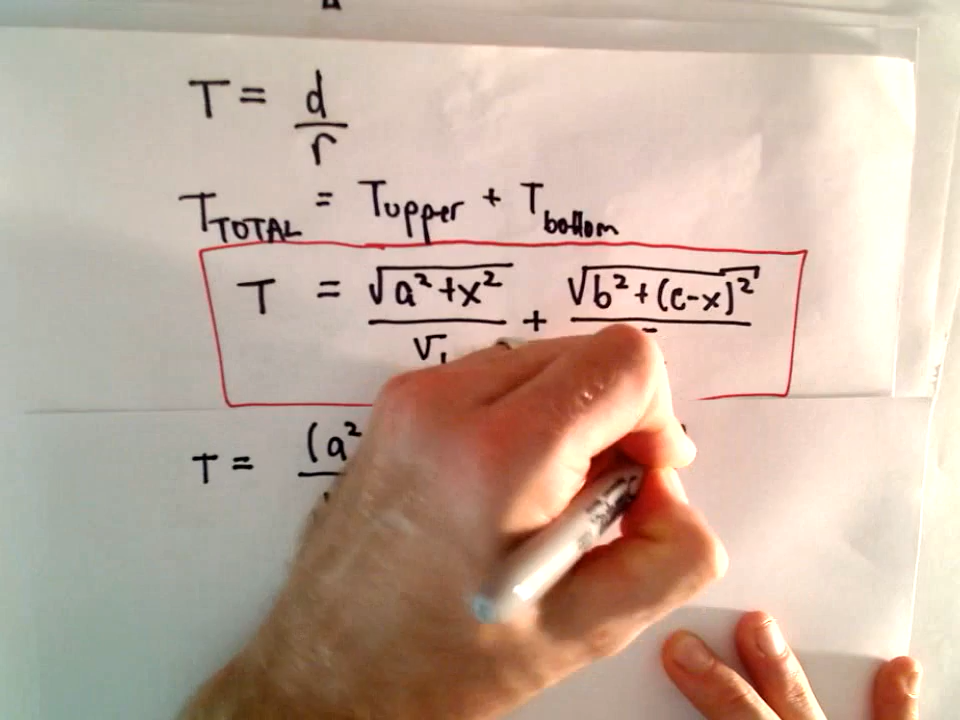 T = d/r
T_TOTAL = T_upper + T_bottom
T = √(a² + x²)/v₁ + √(b² + (c-x)²)
T = (a²